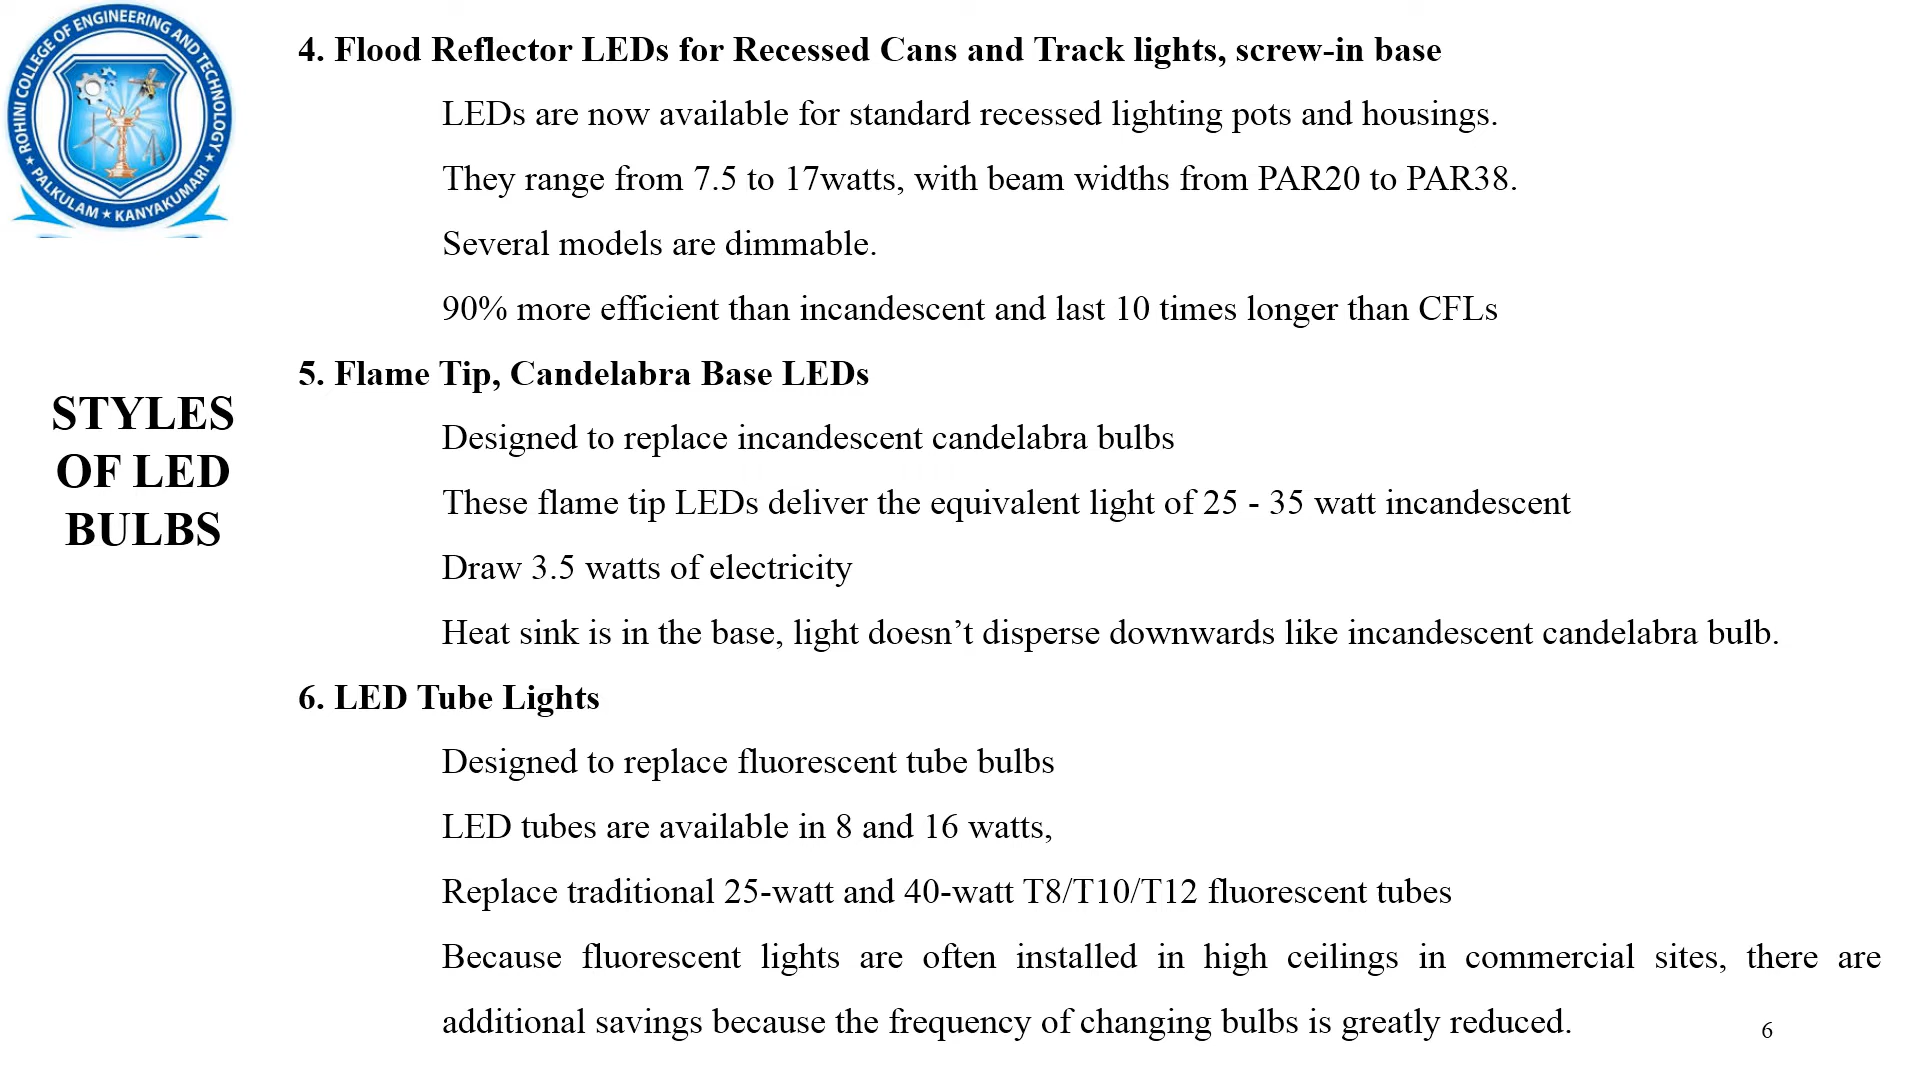 ROHINI COLLEGE OF ENGINEERING AND TECHNOLOGY
★ PALKULAM ★ KANYAKUMARI ★
STYLES
OF LED
BULBS
4. Flood Reflector LEDs for Recessed Cans and Track lights, screw-in base
LEDs are now available for standard recessed lighting pots and housings.
They range from 7.5 to 17watts, with beam widths from PAR20 to PAR38.
Several models are dimmable.
90% more efficient than incandescent and last 10 times longer than CFLs
5. Flame Tip, Candelabra Base LEDs
Designed to replace incandescent candelabra bulbs
These flame tip LEDs deliver the equivalent light of 25 - 35 watt incandescent
Draw 3.5 watts of electricity
Heat sink is in the base, light doesn’t disperse downwards like incandescent candelabra bulb.
6. LED Tube Lights
Designed to replace fluorescent tube bulbs
LED tubes are available in 8 and 16 watts,
Replace traditional 25-watt and 40-watt T8/T10/T12 fluorescent tubes
Because fluorescent lights are often installed in high ceilings in commercial sites, there are
additional savings because the frequency of changing bulbs is greatly reduced.
6